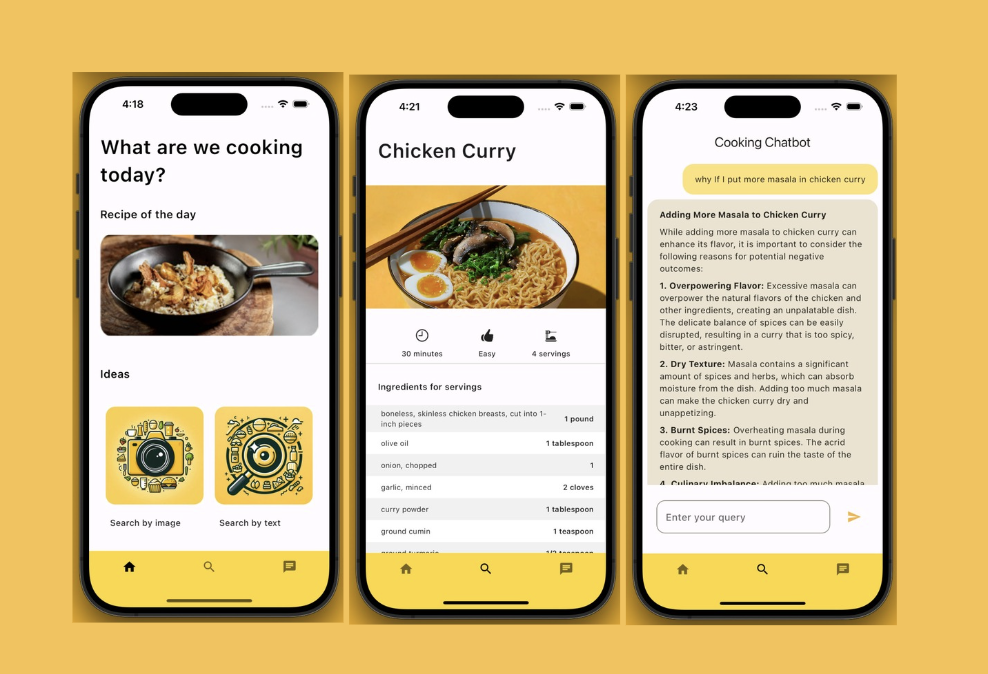 4:18
What are we cooking
today?
Recipe of the day
Ideas
Search by image
Search by text
4:21
Chicken Curry
30 minutes
Easy
4 servings
Ingredients for servings
boneless, skinless chicken breasts, cut into 1-
inch pieces
1 pound
olive oil
1 tablespoon
onion, chopped
1
garlic, minced
2 cloves
curry powder
1 tablespoon
ground cumin
1 teaspoon
ground turmeric
1/2 teaspoon
4:23
Cooking Chatbot
why If I put more masala in chicken curry
Adding More Masala to Chicken Curry
While adding more masala to chicken curry can
enhance its flavor, it is important to consider the
following reasons for potential negative
outcomes:
1. Overpowering Flavor: Excessive masala can
overpower the natural flavors of the chicken and
other ingredients, creating an unpalatable dish.
The delicate balance of spices can be easily
disrupted, resulting in a curry that is too spicy,
bitter, or astringent.
2. Dry Texture: Masala contains a significant
amount of spices and herbs, which can absorb
moisture from the dish. Adding too much masala
can make the chicken curry dry and
unappetizing.
3. Burnt Spices: Overheating masala during
cooking can result in burnt spices. The acrid
flavor of burnt spices can ruin the taste of the
entire dish.
4. Culinary Imbalance: Adding too much masala
Enter your query